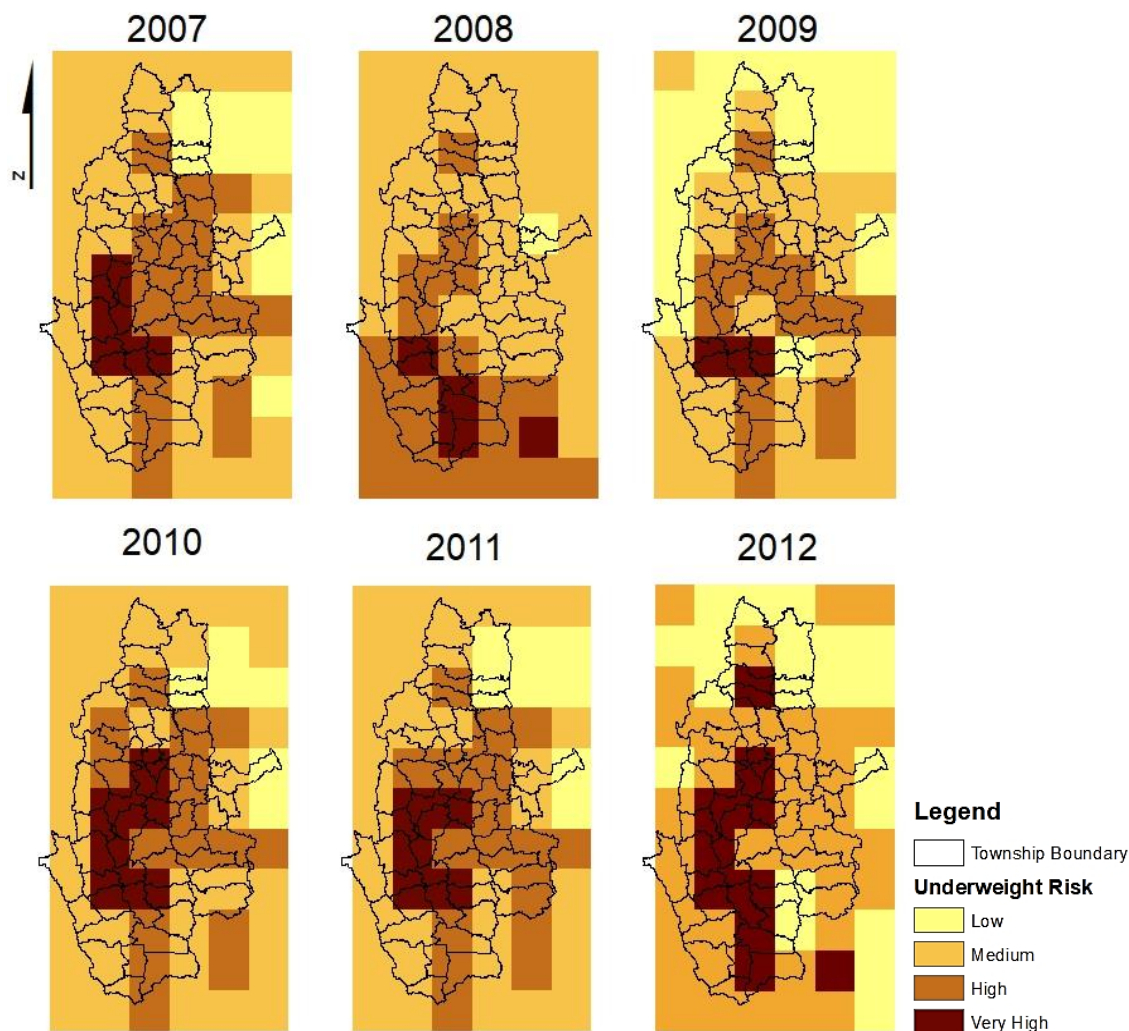 2007
2008
2009
N
2010
2011
2012
Legend
Township Boundary
Underweight Risk
Low
Medium
High
Very High